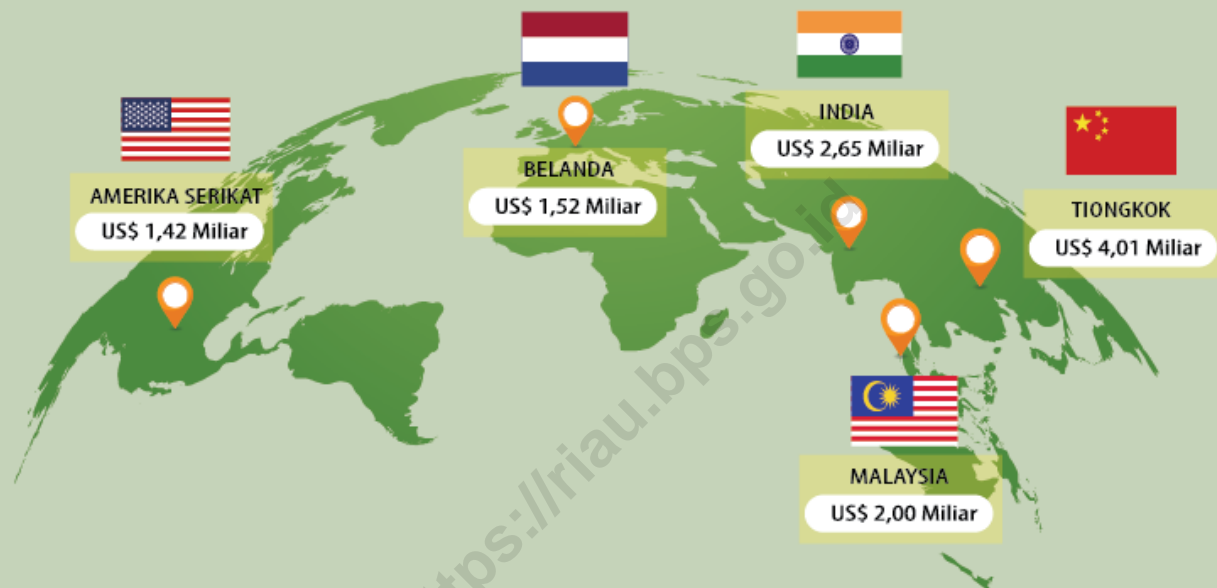 AMERIKA SERIKAT
US$ 1,42 Miliar
BELANDA
US$ 1,52 Miliar
INDIA
US$ 2,65 Miliar
TIONGKOK
US$ 4,01 Miliar
MALAYSIA
US$ 2,00 Miliar
ttps://riau.bps.go.id